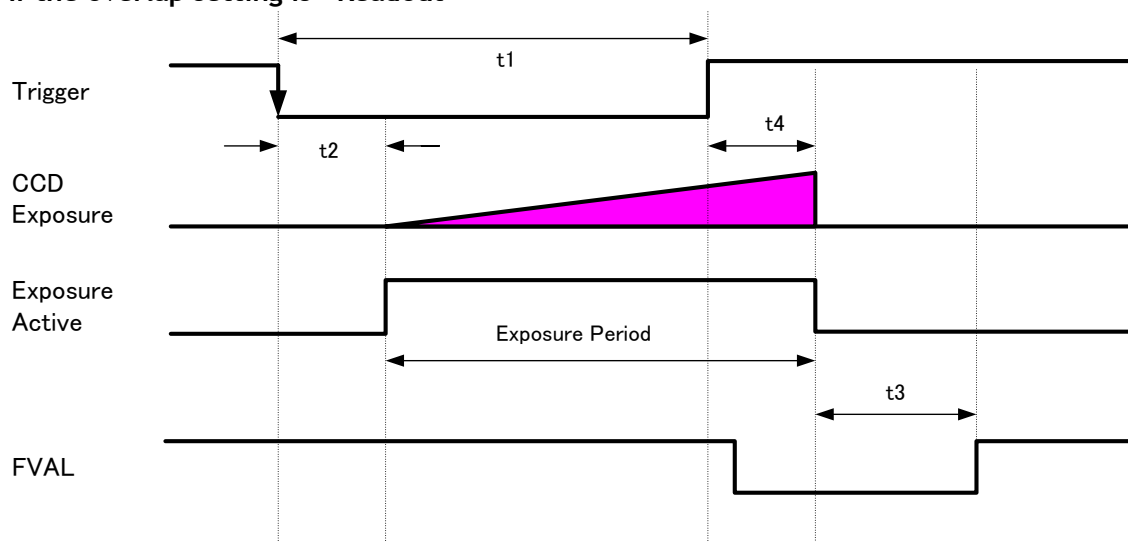 If the overlap setting is "Readout"
t1
Trigger
t4
t2
CCD
Exposure
Exposure
Active
Exposure Period
t3
FVAL